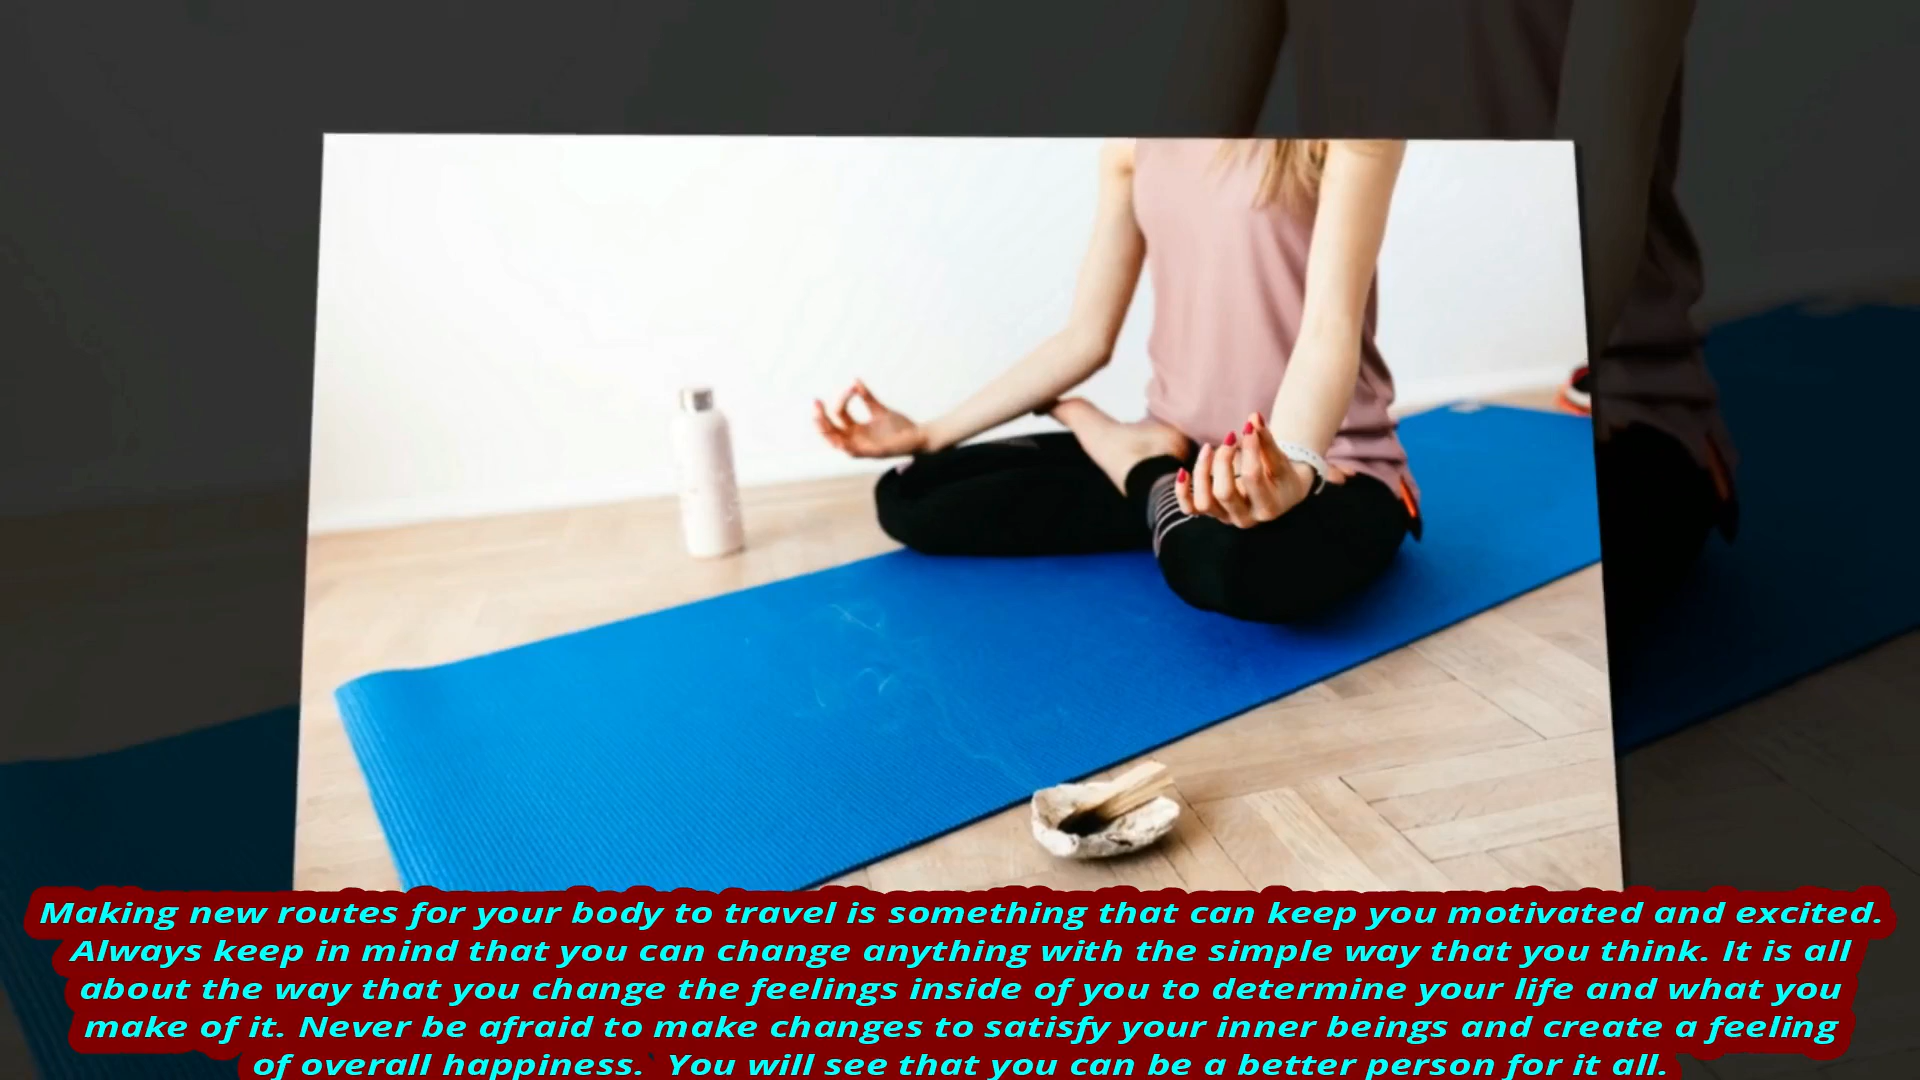 Making new routes for your body to travel is something that can keep you motivated and excited.
Always keep in mind that you can change anything with the simple way that you think. It is all
about the way that you change the feelings inside of you to determine your life and what you
make of it. Never be afraid to make changes to satisfy your inner beings and create a feeling
of overall happiness.  You will see that you can be a better person for it all.